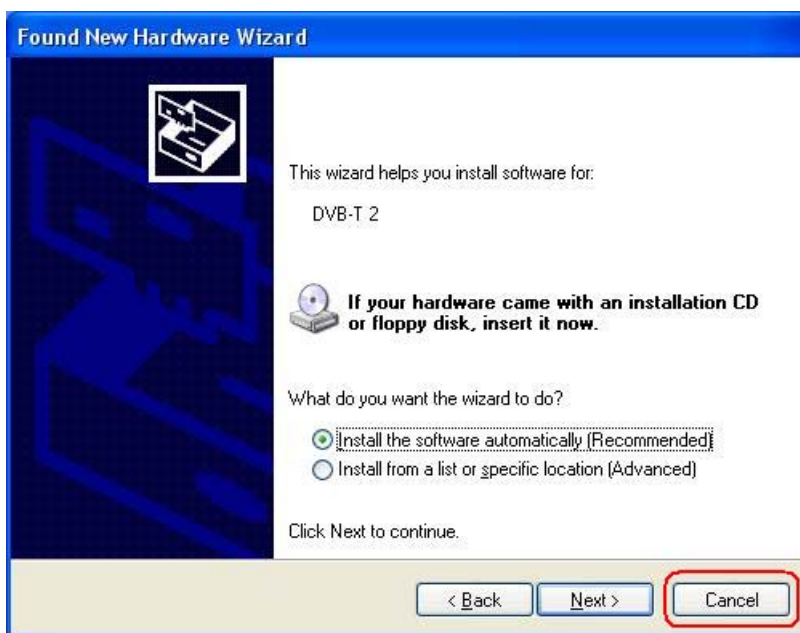 Found New Hardware Wizard
This wizard helps you install software for:
DVB-T 2
If your hardware came with an installation CD
or floppy disk, insert it now.
What do you want the wizard to do?
Install the software automatically (Recommended)
Install from a list or specific location (Advanced)
Click Next to continue.
< Back Next > Cancel